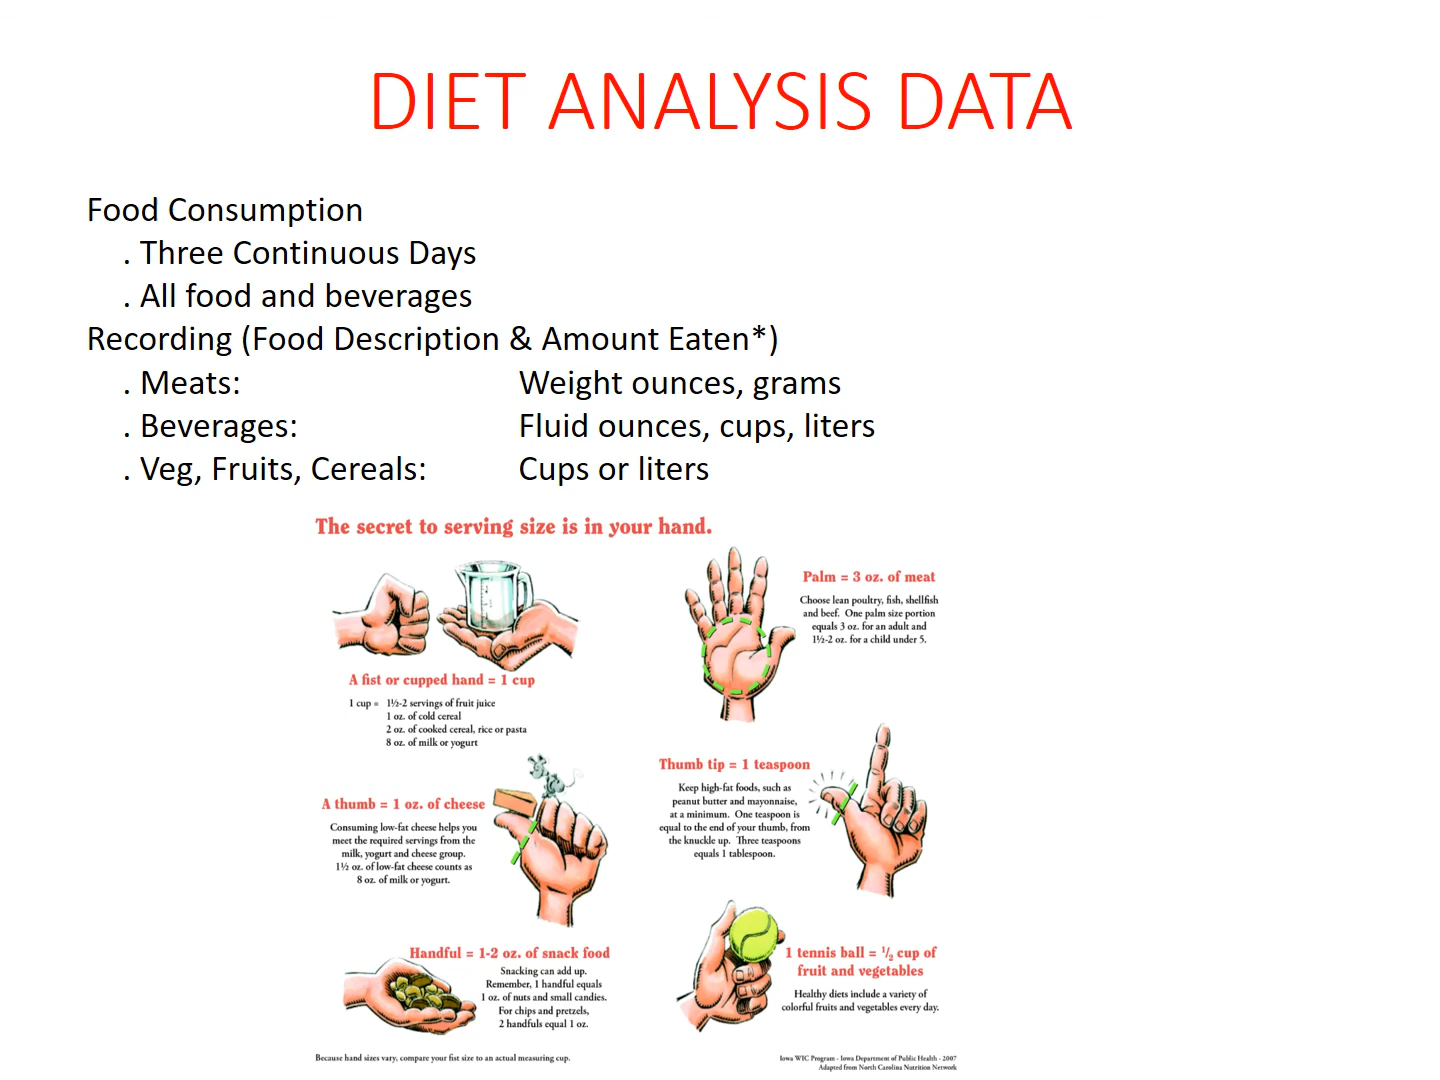 DIET ANALYSIS DATA
Food Consumption
. Three Continuous Days
. All food and beverages
Recording (Food Description & Amount Eaten*)
. Meats: Weight ounces, grams
. Beverages: Fluid ounces, cups, liters
. Veg, Fruits, Cereals: Cups or liters
The secret to serving size is in your hand.
A fist or cupped hand = 1 cup
1 cup = 1½-2 servings of fruit juice
1 oz. of cold cereal
2 oz. of cooked cereal, rice or pasta
8 oz. of milk or yogurt
Palm = 3 oz. of meat
Choose lean poultry, fish, shellfish
and beef. One palm size portion
equals 3 oz. for an adult and
1½-2 oz. for a child under 5.
A thumb = 1 oz. of cheese
Consuming low-fat cheese helps you
meet the required servings from the
milk, yogurt and cheese group.
1½ oz. of low-fat cheese counts as
8 oz. of milk or yogurt.
Thumb tip = 1 teaspoon
Keep high-fat foods, such as
peanut butter and mayonnaise,
at a minimum. One teaspoon is
equal to the end of your thumb, from
the knuckle up. Three teaspoons
equals 1 tablespoon.
Handful = 1-2 oz. of snack food
Snacking can add up.
Remember, 1 handful equals
1 oz. of nuts and small candies.
For chips and pretzels,
2 handfuls equal 1 oz.
1 tennis ball = ½ cup of
fruit and vegetables
Healthy diets include a variety of
colorful fruits and vegetables every day.
Because hand sizes vary, compare your fist size to an actual measuring cup.
Iowa WIC Program - Iowa Department of Public Health - 2007
Adapted from North Carolina Nutrition Network